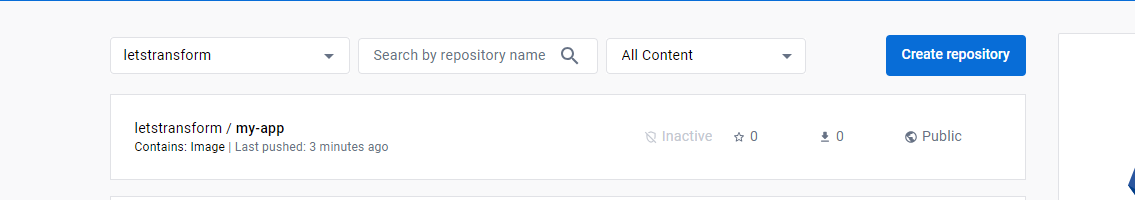 letstransform
Search by repository name
All Content
Create repository
letstransform / my-app
Contains: Image | Last pushed: 3 minutes ago
Inactive
0
0
Public